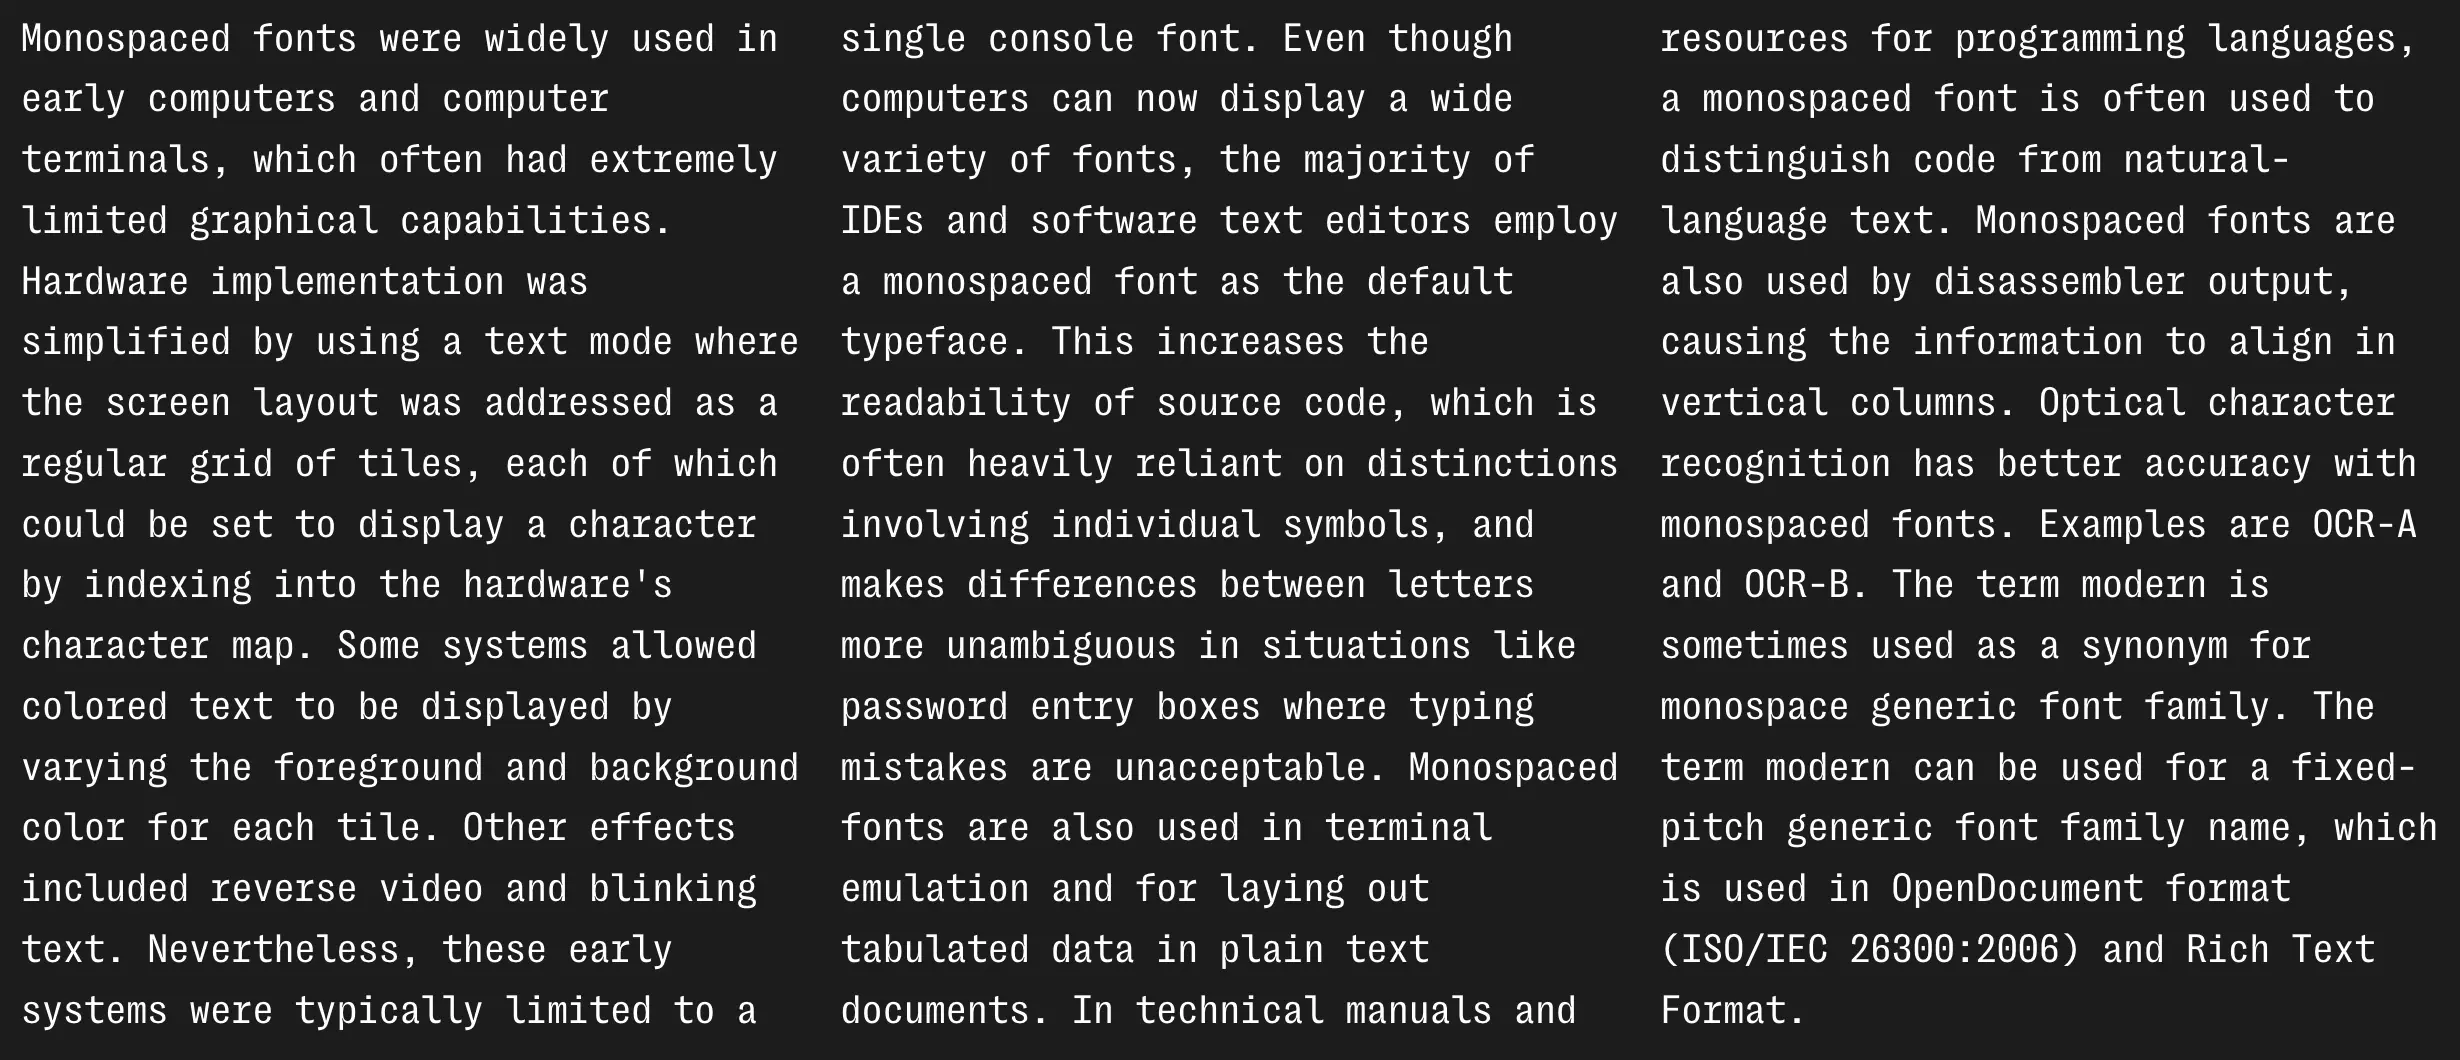 Monospaced fonts were widely used in
early computers and computer
terminals, which often had extremely
limited graphical capabilities.
Hardware implementation was
simplified by using a text mode where
the screen layout was addressed as a
regular grid of tiles, each of which
could be set to display a character
by indexing into the hardware's
character map. Some systems allowed
colored text to be displayed by
varying the foreground and background
color for each tile. Other effects
included reverse video and blinking
text. Nevertheless, these early
systems were typically limited to a
single console font. Even though
computers can now display a wide
variety of fonts, the majority of
IDEs and software text editors employ
a monospaced font as the default
typeface. This increases the
readability of source code, which is
often heavily reliant on distinctions
involving individual symbols, and
makes differences between letters
more unambiguous in situations like
password entry boxes where typing
mistakes are unacceptable. Monospaced
fonts are also used in terminal
emulation and for laying out
tabulated data in plain text
documents. In technical manuals and
resources for programming languages,
a monospaced font is often used to
distinguish code from natural-
language text. Monospaced fonts are
also used by disassembler output,
causing the information to align in
vertical columns. Optical character
recognition has better accuracy with
monospaced fonts. Examples are OCR-A
and OCR-B. The term modern is
sometimes used as a synonym for
monospace generic font family. The
term modern can be used for a fixed-
pitch generic font family name, which
is used in OpenDocument format
(ISO/IEC 26300:2006) and Rich Text
Format.